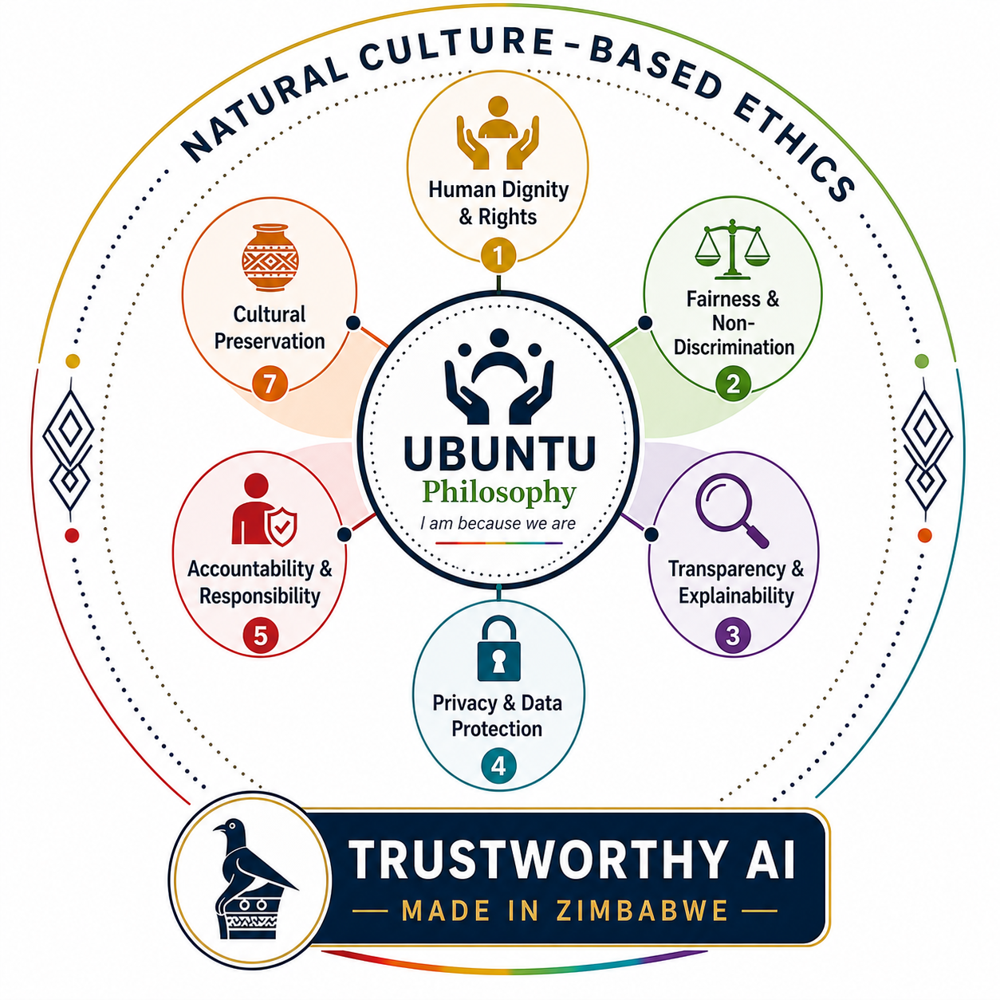 NATURAL CULTURE-BASED ETHICS
Human Dignity
& Rights
1
Fairness &
Non-
Discrimination
2
Transparency &
Explainability
3
Privacy & Data
Protection
4
Accountability &
Responsibility
5
Cultural
Preservation
7
UBUNTU
Philosophy
I am because we are
TRUSTWORTHY AI
MADE IN ZIMBABWE